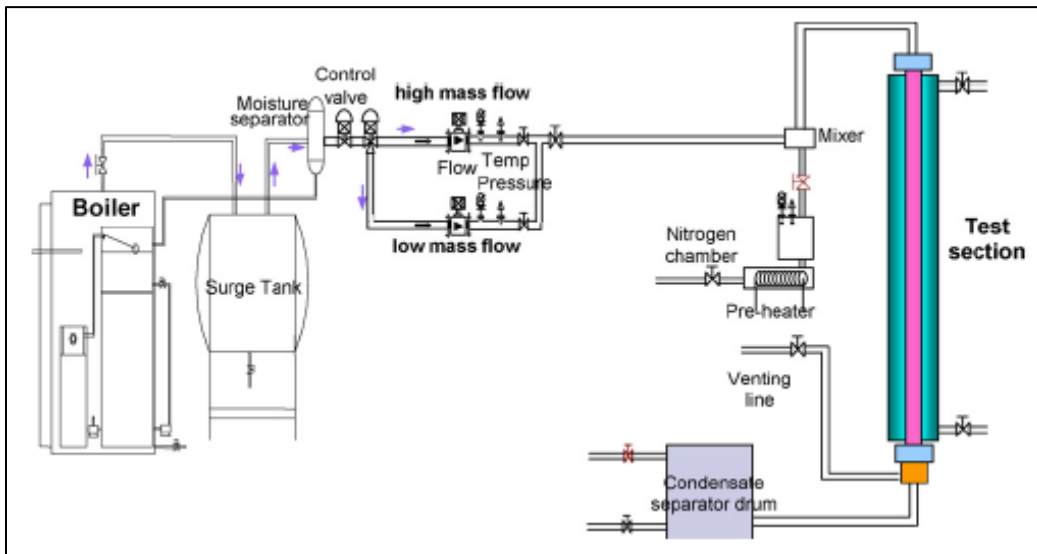 Control
valve
high mass flow
Moisture
separator
Mixer
Flow
Temp
Pressure
Boiler
low mass flow
Nitrogen
chamber
Test
section
Surge Tank
Pre-heater
Venting
line
Condensate
separator drum